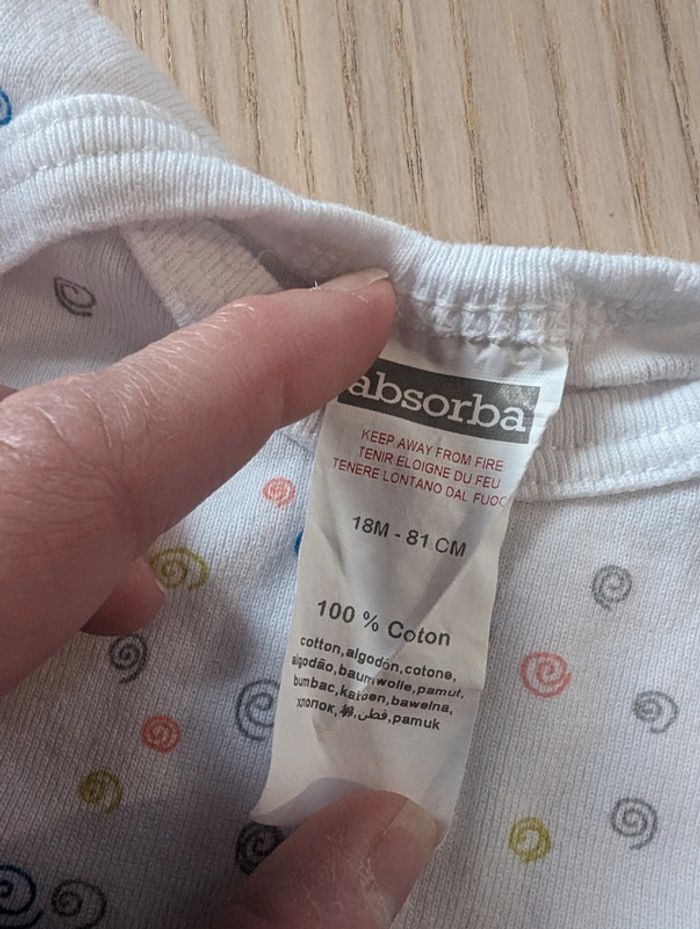 absorba
KEEP AWAY FROM FIRE
TENIR ELOIGNE DU FEU
TENERE LONTANO DAL FUOC
18M - 81 CM
100 % Coton
cotton,algodón,cotone,
algodão,baumwolle,pamut,
bumbac,katoen,bawelna,
хлопок,棉,قطن,pamuk